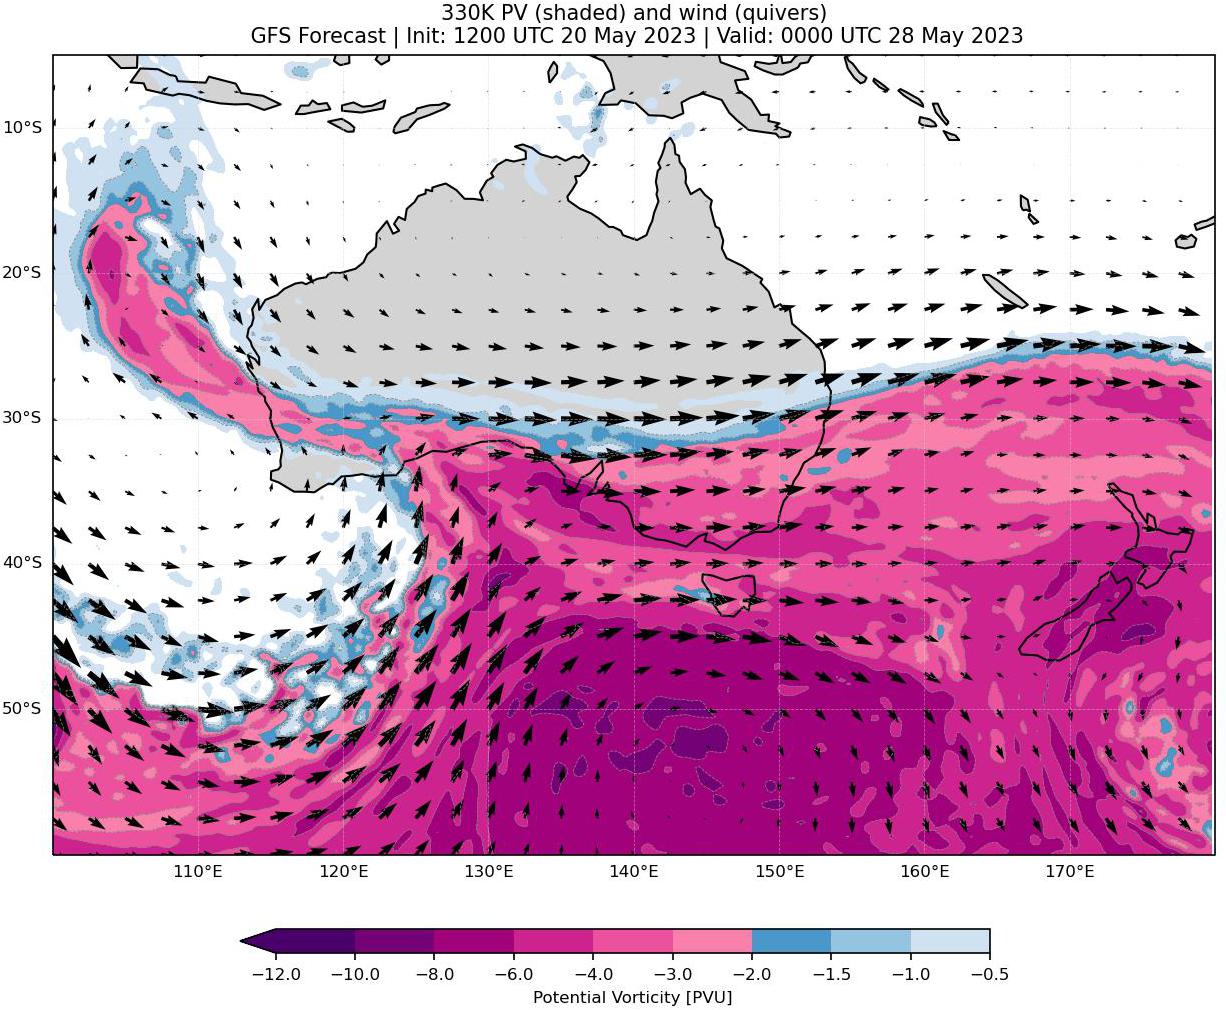 330K PV (shaded) and wind (quivers)
GFS Forecast | Init: 1200 UTC 20 May 2023 | Valid: 0000 UTC 28 May 2023
10°S
20°S
30°S
40°S
50°S
110°E 120°E 130°E 140°E 150°E 160°E 170°E
−12.0 −10.0 −8.0 −6.0 −4.0 −3.0 −2.0 −1.5 −1.0 −0.5
Potential Vorticity [PVU]